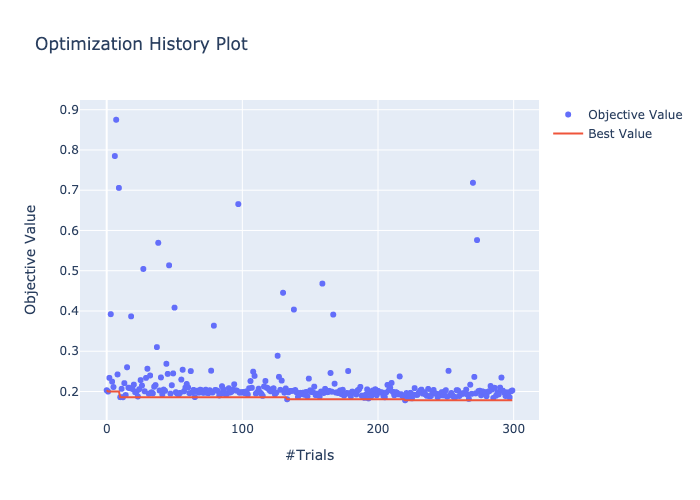 Optimization History Plot
Objective Value
Best Value
0.9
0.8
0.7
0.6
0.5
0.4
0.3
0.2
Objective Value
0
100
200
300
#Trials